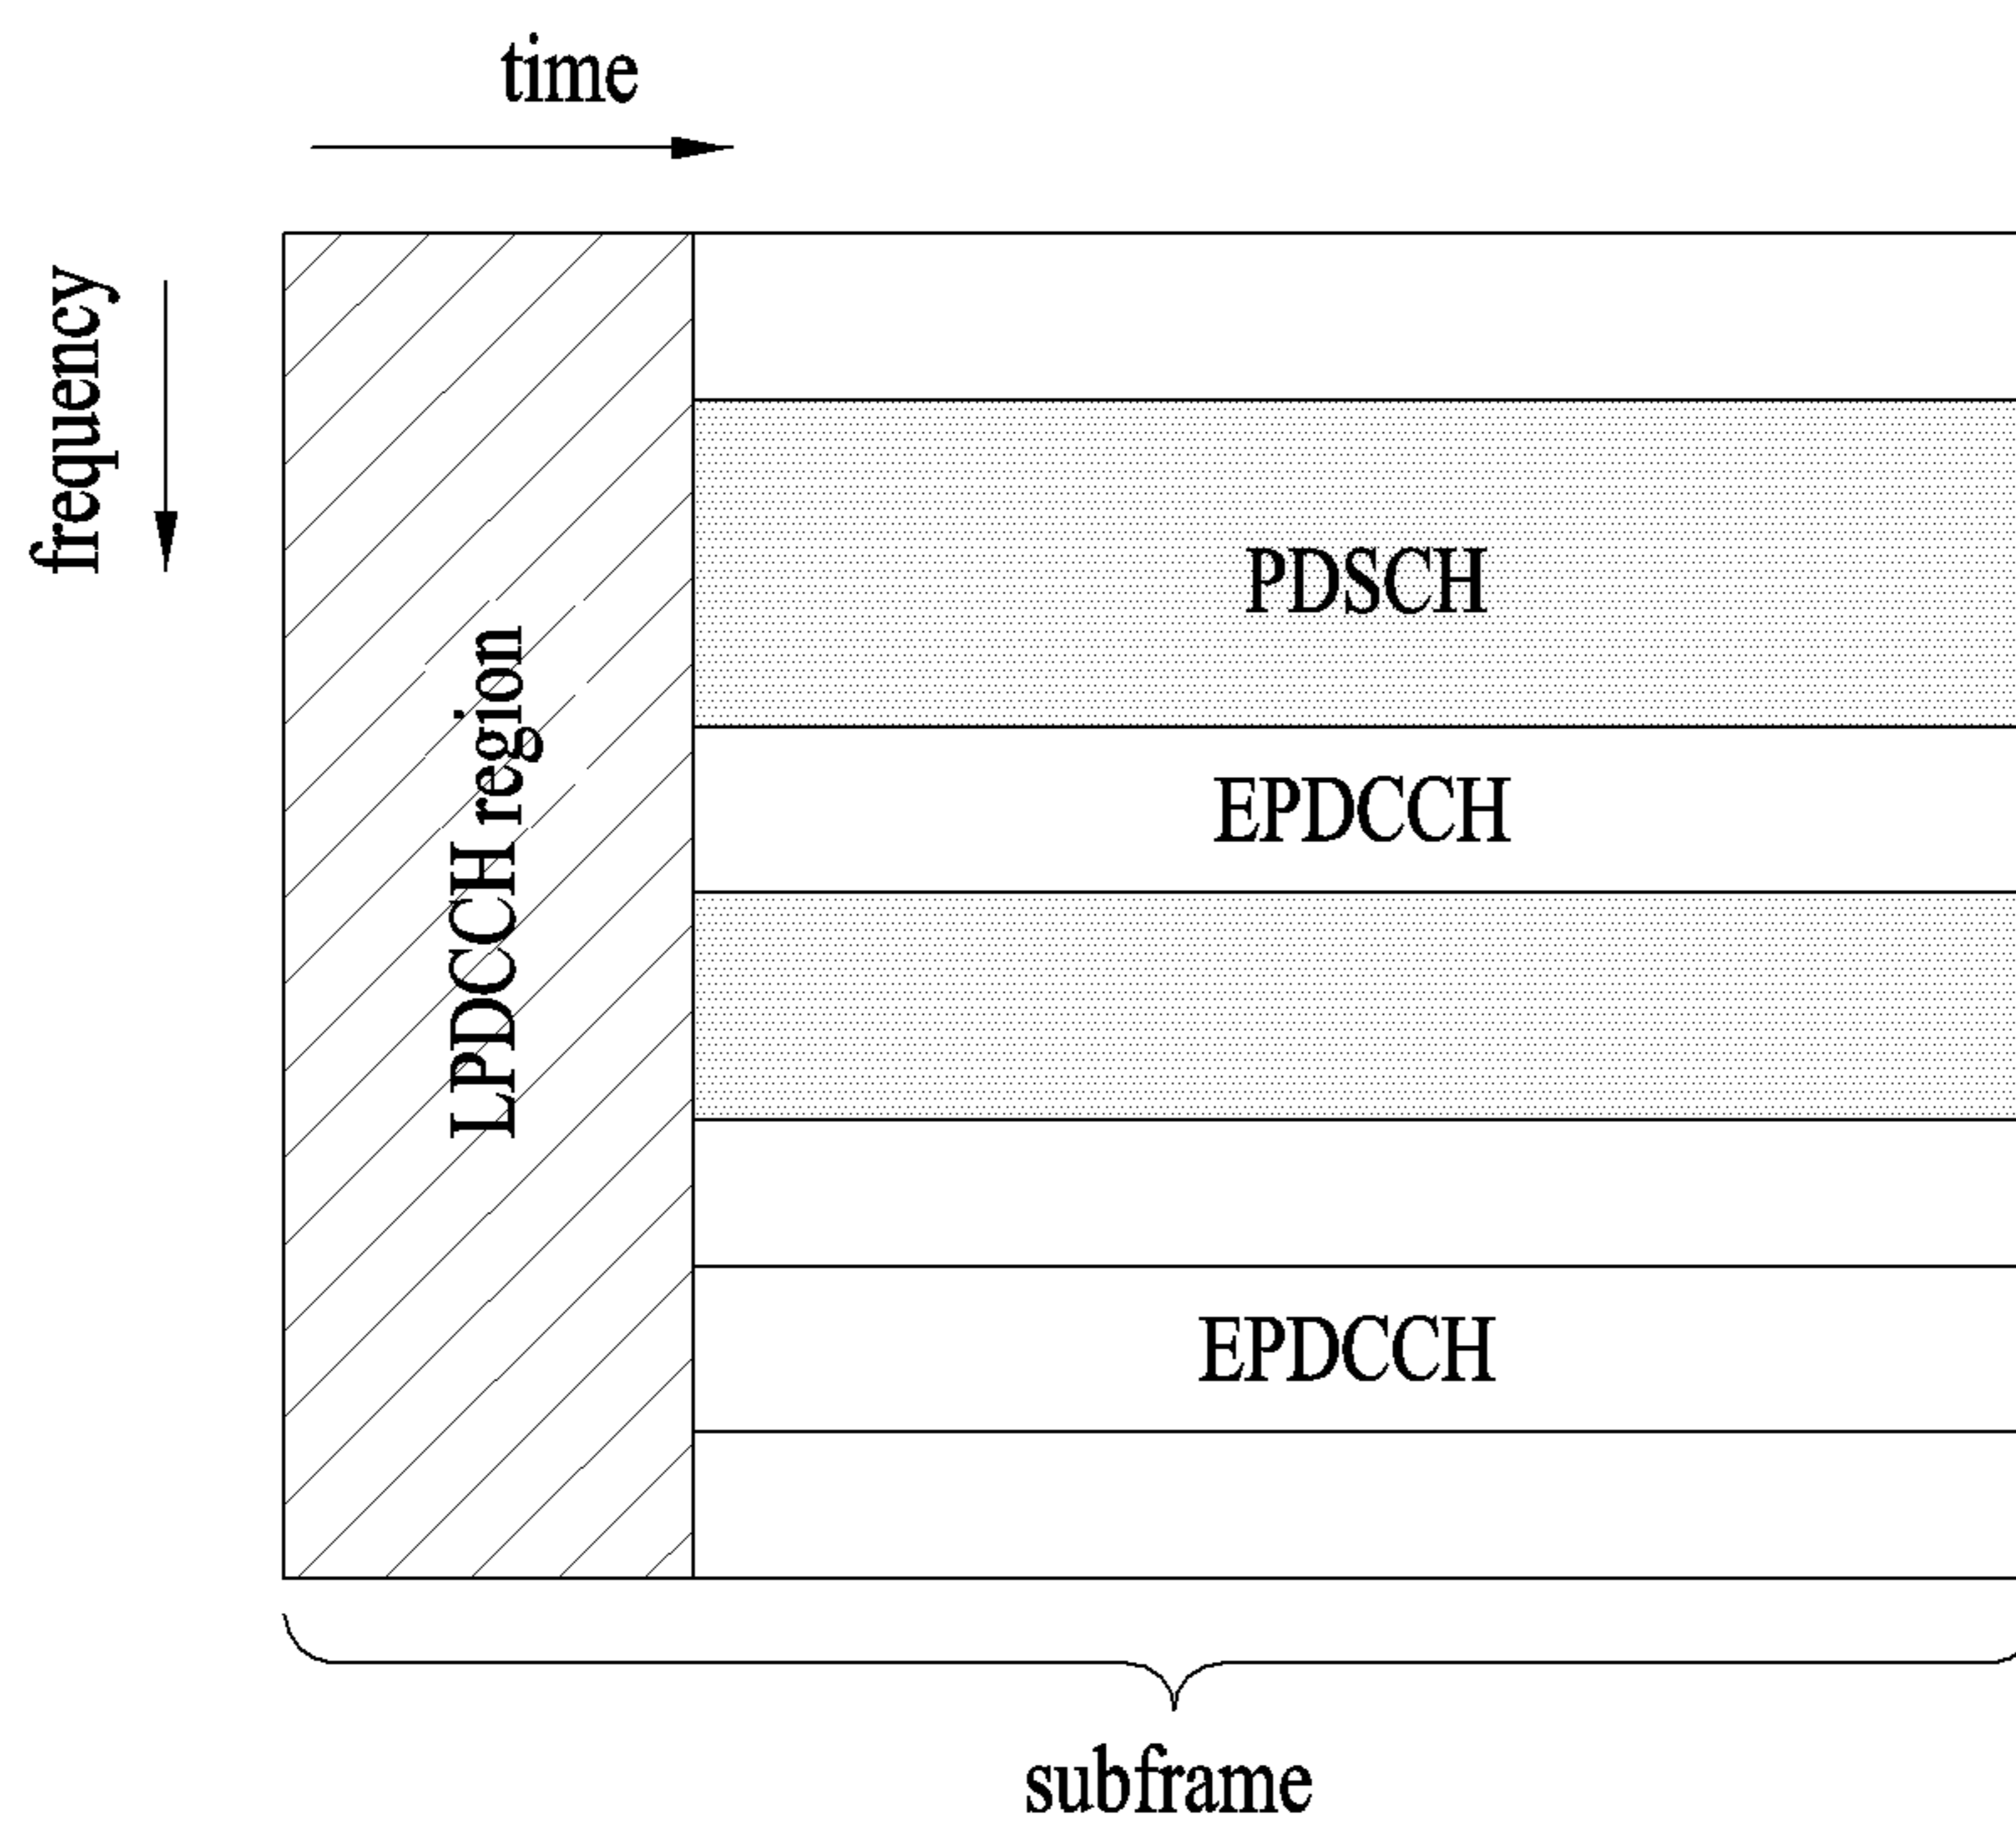 time
frequency
LPDCCH region
PDSCH
EPDCCH
EPDCCH
subframe